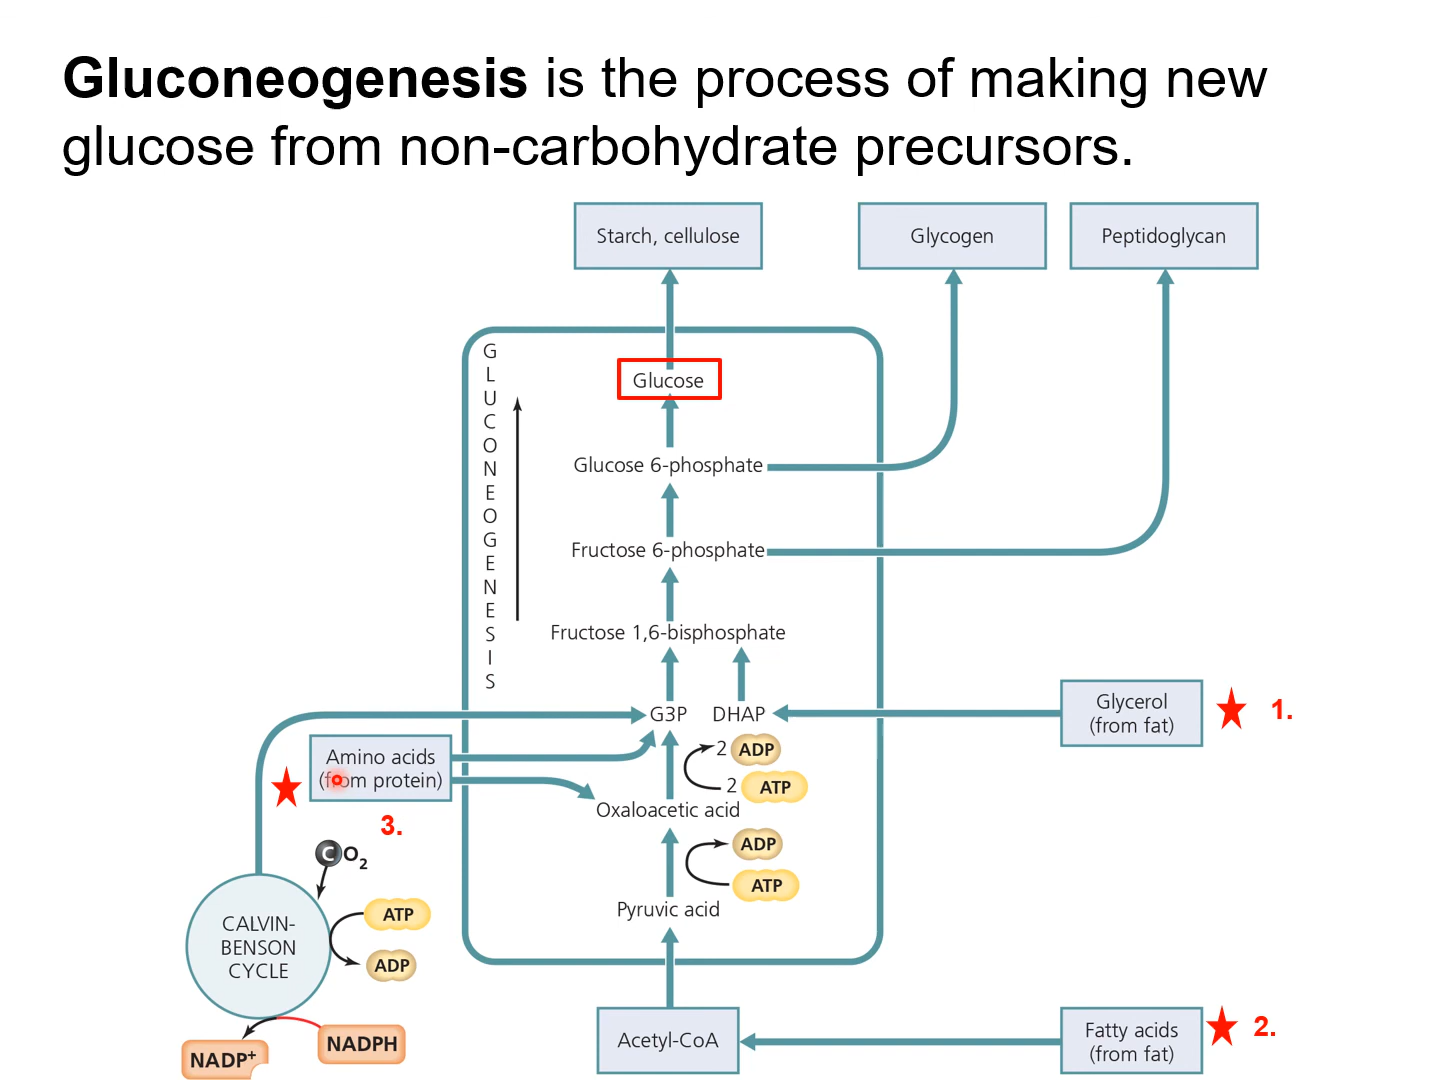 Gluconeogenesis is the process of making new
glucose from non-carbohydrate precursors.
Starch, cellulose
Glycogen
Peptidoglycan
GLUCONEOGENESIS
Glucose
Glucose 6-phosphate
Fructose 6-phosphate
Fructose 1,6-bisphosphate
G3P
DHAP
Glycerol
(from fat)
1.
Amino acids
(from protein)
3.
2 ADP
2 ATP
Oxaloacetic acid
ADP
ATP
Pyruvic acid
CO₂
CALVIN-
BENSON
CYCLE
ATP
ADP
NADP⁺
NADPH
Acetyl-CoA
Fatty acids
(from fat)
2.